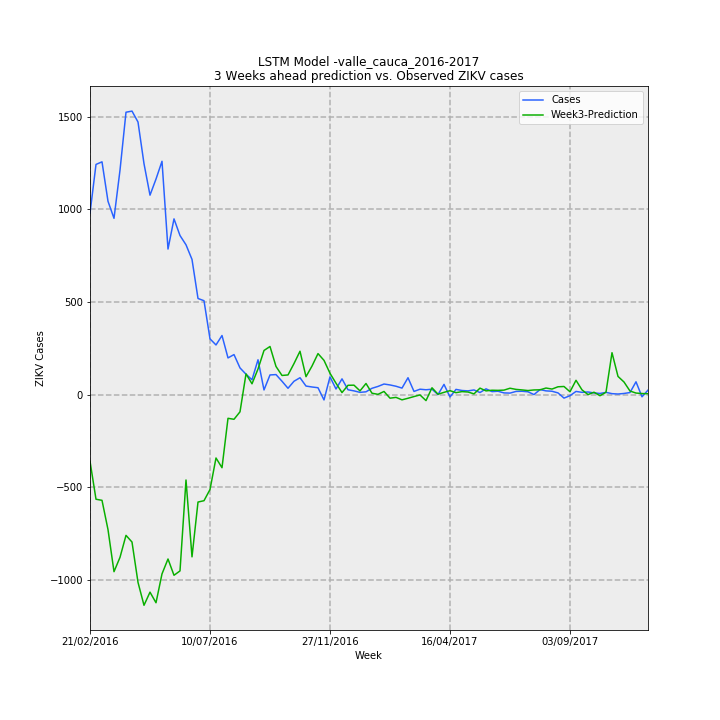 LSTM Model -valle_cauca_2016-2017
3 Weeks ahead prediction vs. Observed ZIKV cases
Cases
Week3-Prediction
1500
1000
500
0
−500
−1000
ZIKV Cases
21/02/2016 10/07/2016 27/11/2016 16/04/2017 03/09/2017
Week